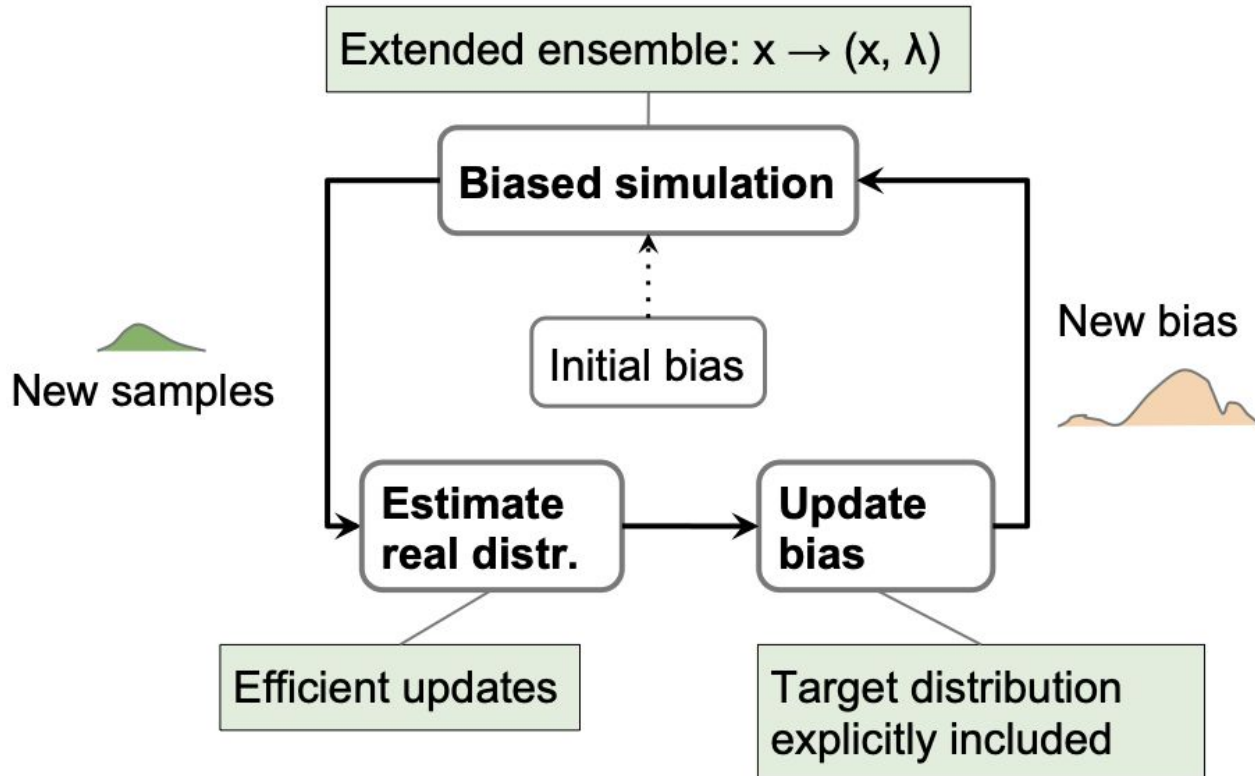 Extended ensemble: x → (x, λ)
Biased simulation
New samples
Initial bias
New bias
Estimate
real distr.
Update
bias
Efficient updates
Target distribution
explicitly included